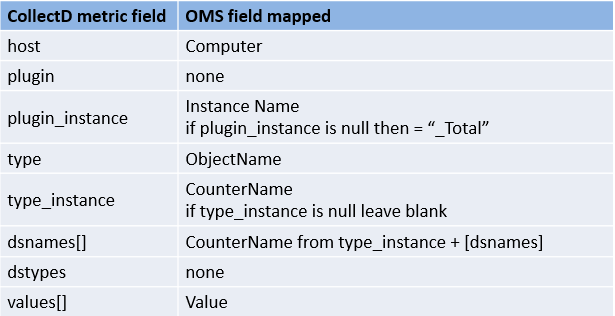 CollectD metric field OMS field mapped
host Computer
plugin none
plugin_instance Instance Name
if plugin_instance is null then = “_Total”
type ObjectName
type_instance CounterName
if type_instance is null leave blank
dsnames[] CounterName from type_instance + [dsnames]
dstypes none
values[] Value